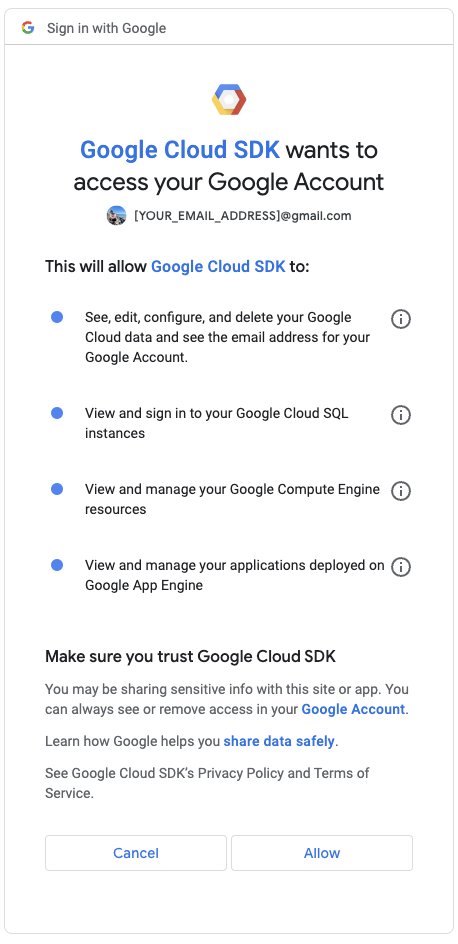 Sign in with Google
Google Cloud SDK wants to
access your Google Account
[YOUR_EMAIL_ADDRESS]@gmail.com
This will allow Google Cloud SDK to:
See, edit, configure, and delete your Google
Cloud data and see the email address for your
Google Account.
View and sign in to your Google Cloud SQL
instances
View and manage your Google Compute Engine
resources
View and manage your applications deployed on
Google App Engine
Make sure you trust Google Cloud SDK
You may be sharing sensitive info with this site or app. You
can always see or remove access in your Google Account.
Learn how Google helps you share data safely.
See Google Cloud SDK’s Privacy Policy and Terms of
Service.
Cancel
Allow